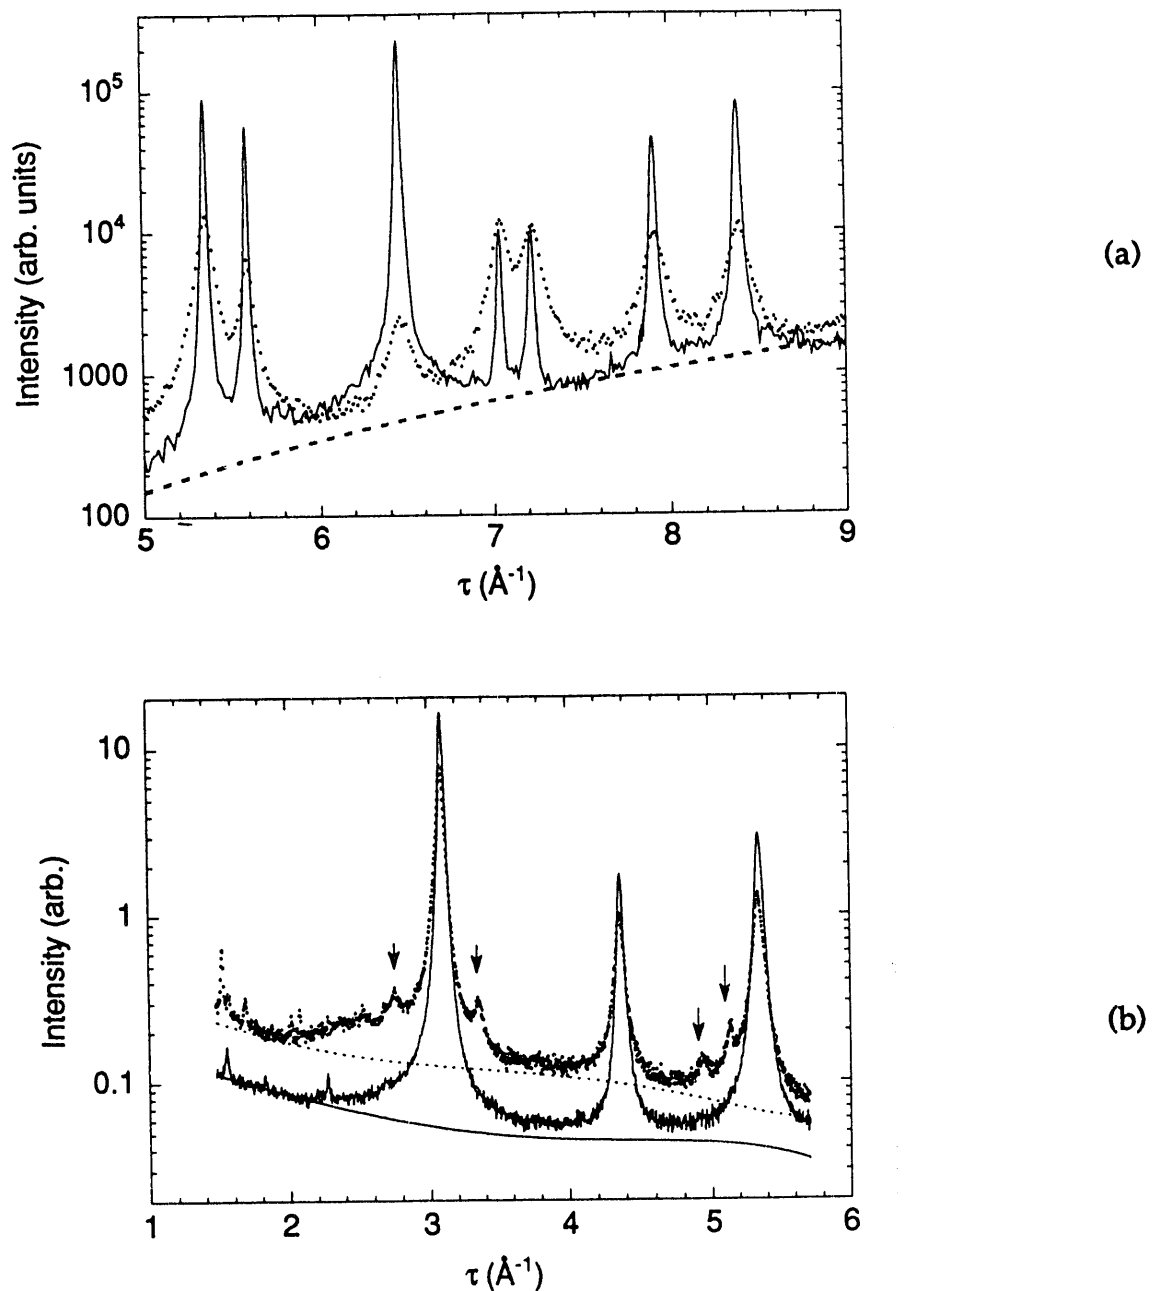 Intensity (arb. units)
10⁵
10⁴
1000
100
5 6 7 8 9
τ (Å⁻¹)
(a)
Intensity (arb.)
10
1
0.1
1 2 3 4 5 6
τ (Å⁻¹)
(b)